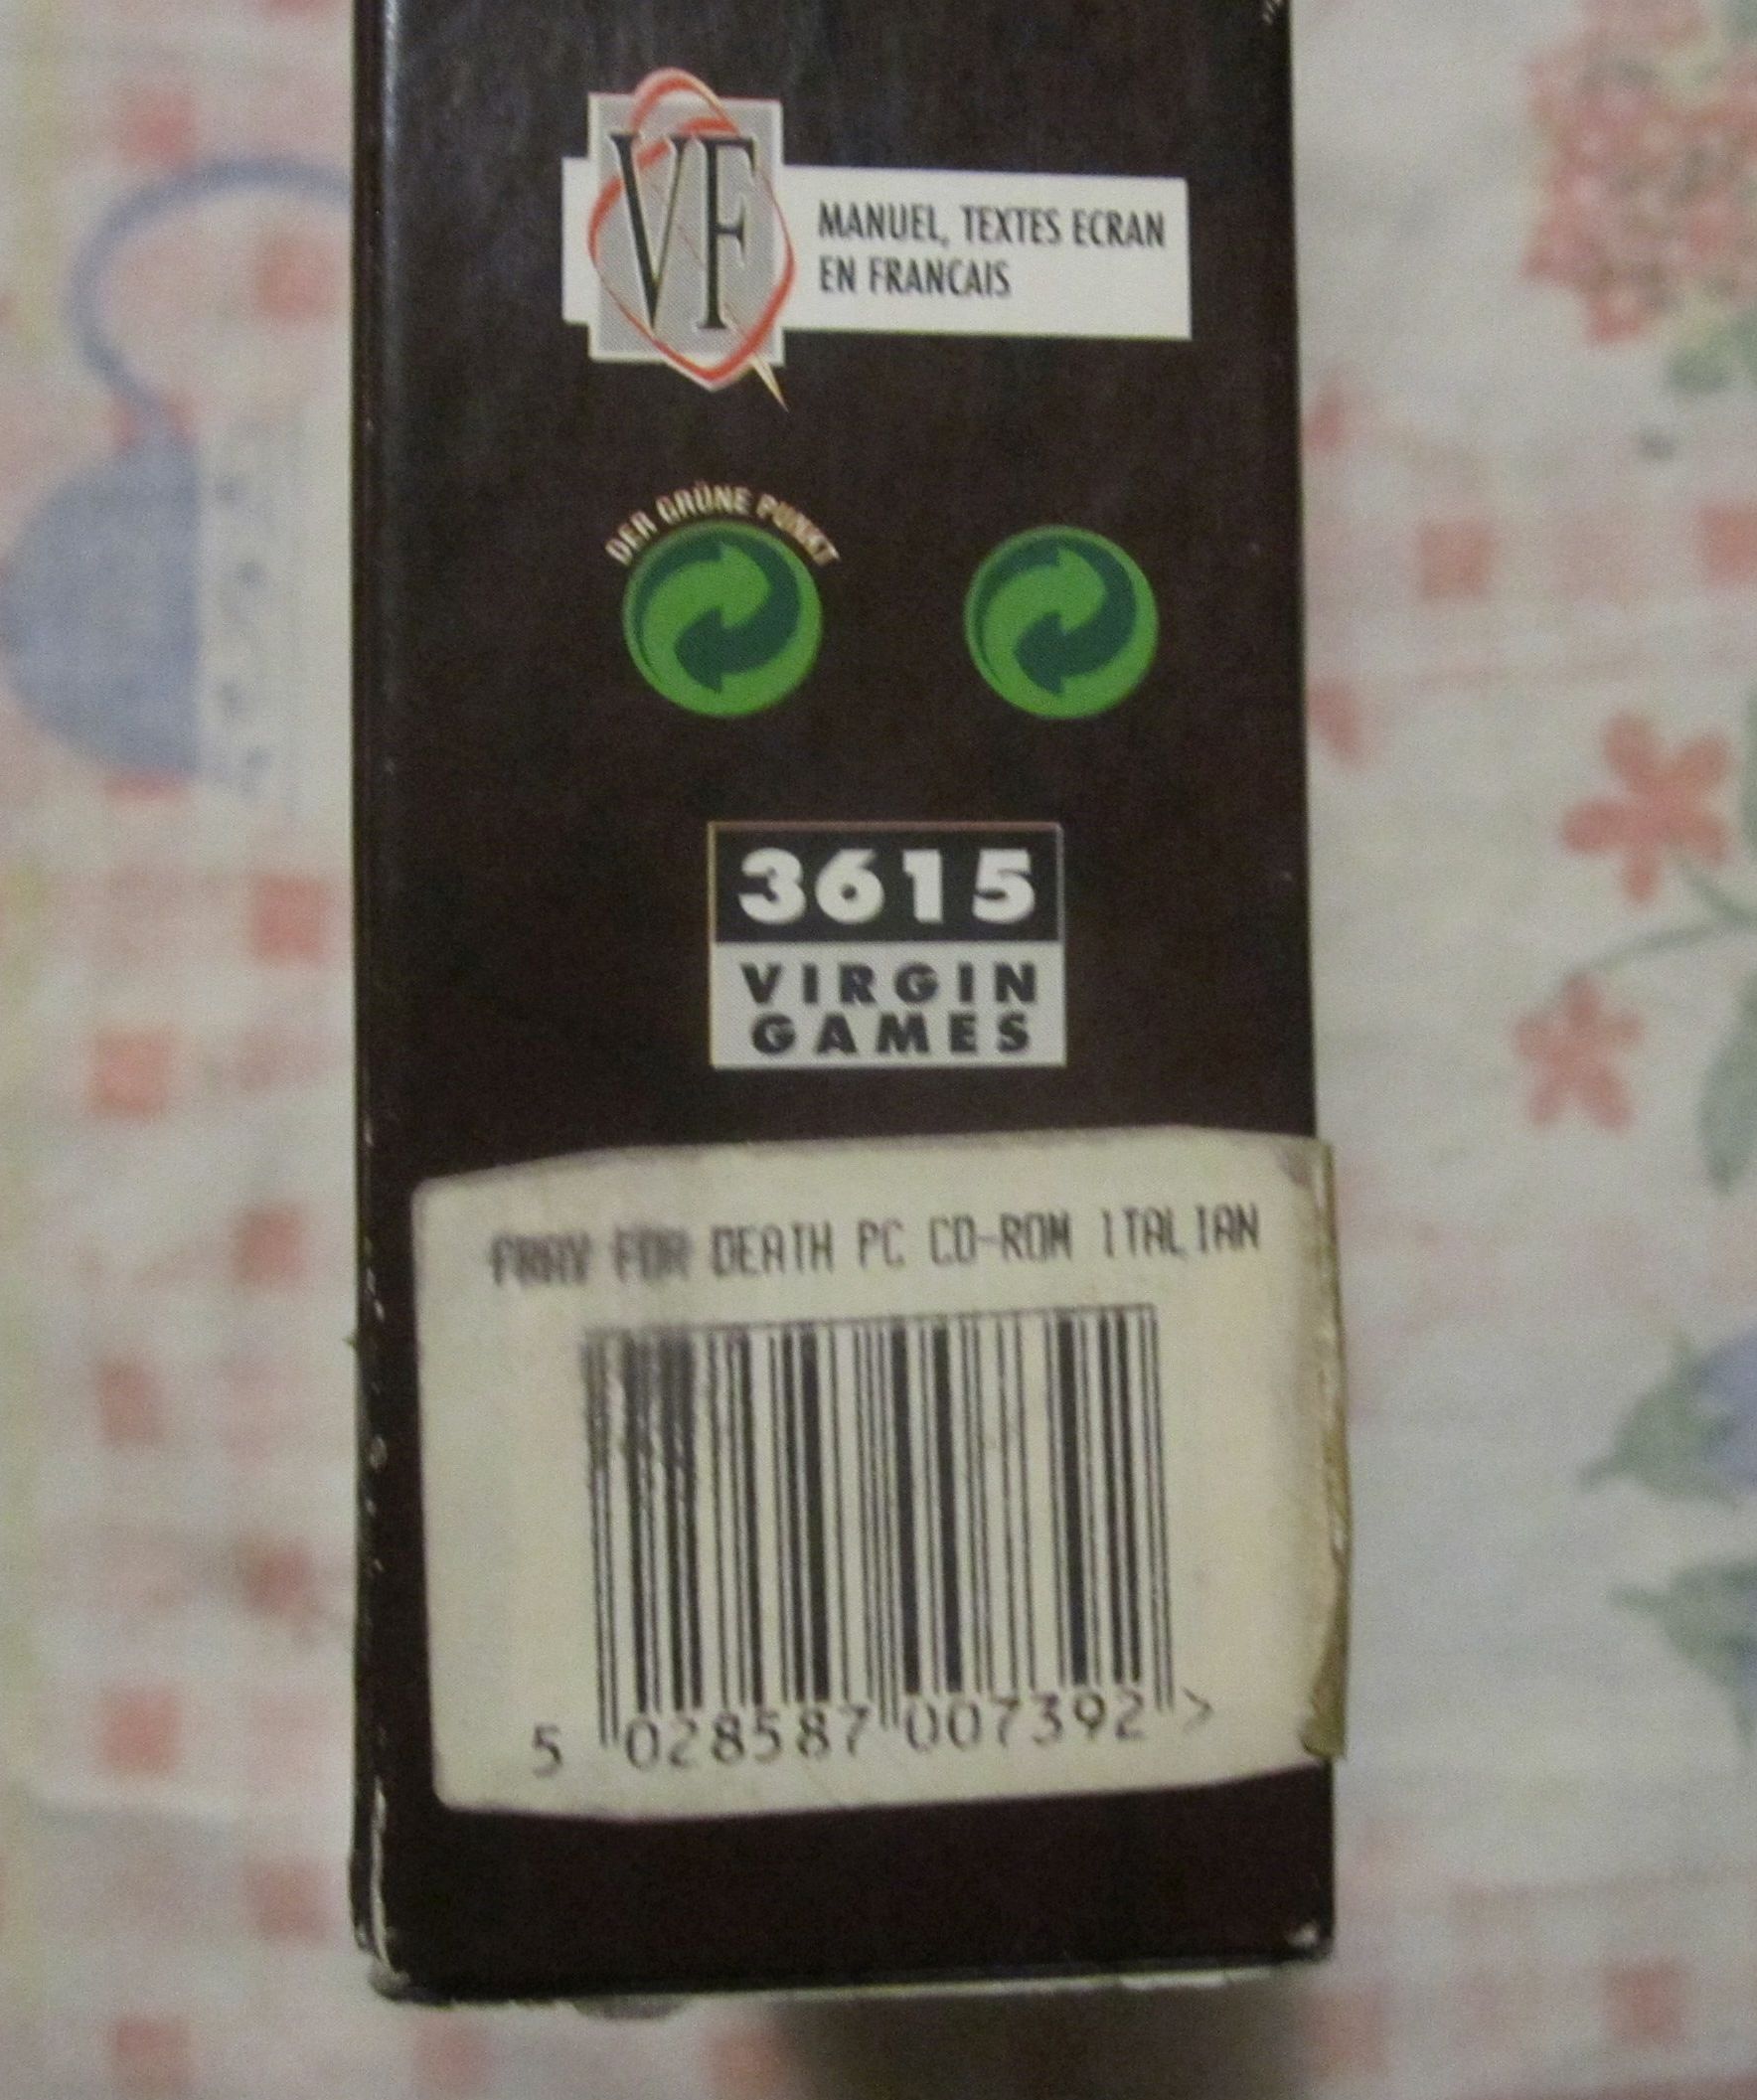 VF
MANUEL, TEXTES ECRAN
EN FRANCAIS
DER GRÜNE PUNKT
3615
VIRGIN
GAMES
PRAY FOR DEATH PC CD-ROM ITALIAN
5 028587 007392 >